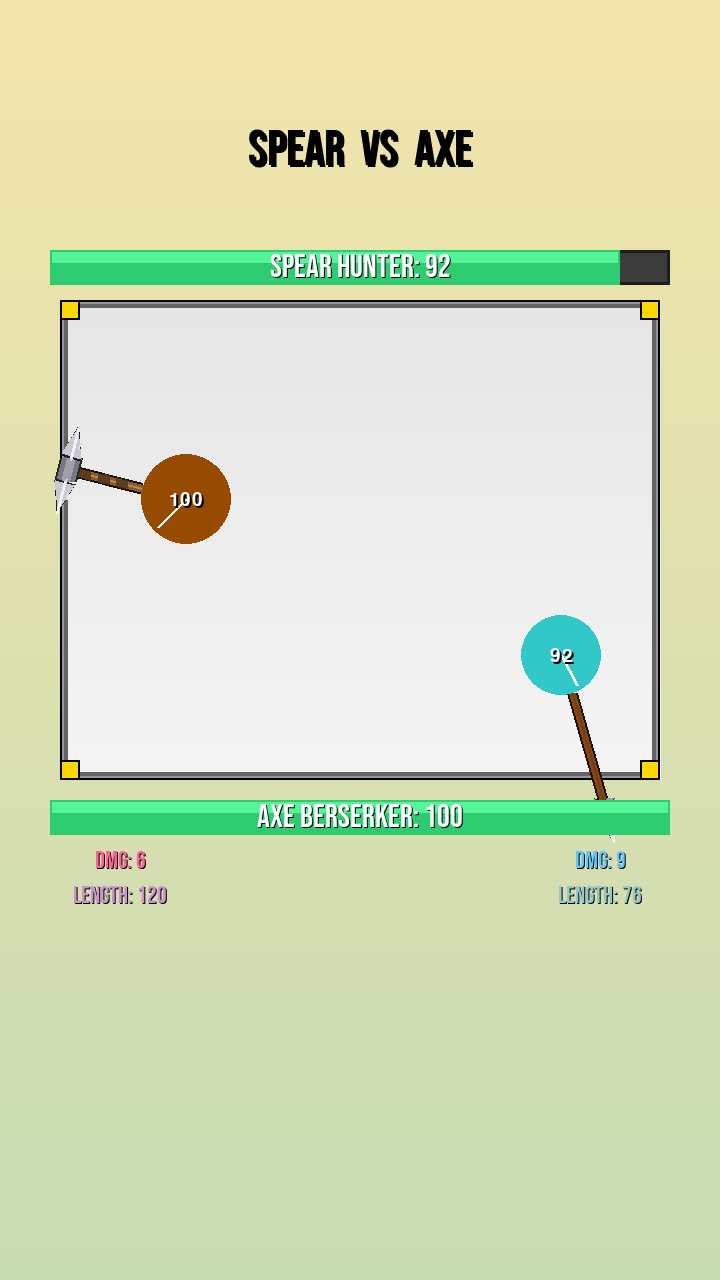 SPEAR VS AXE
SPEAR HUNTER: 92
100
92
AXE BERSERKER: 100
DMG: 6
DMG: 9
LENGTH: 120
LENGTH: 76